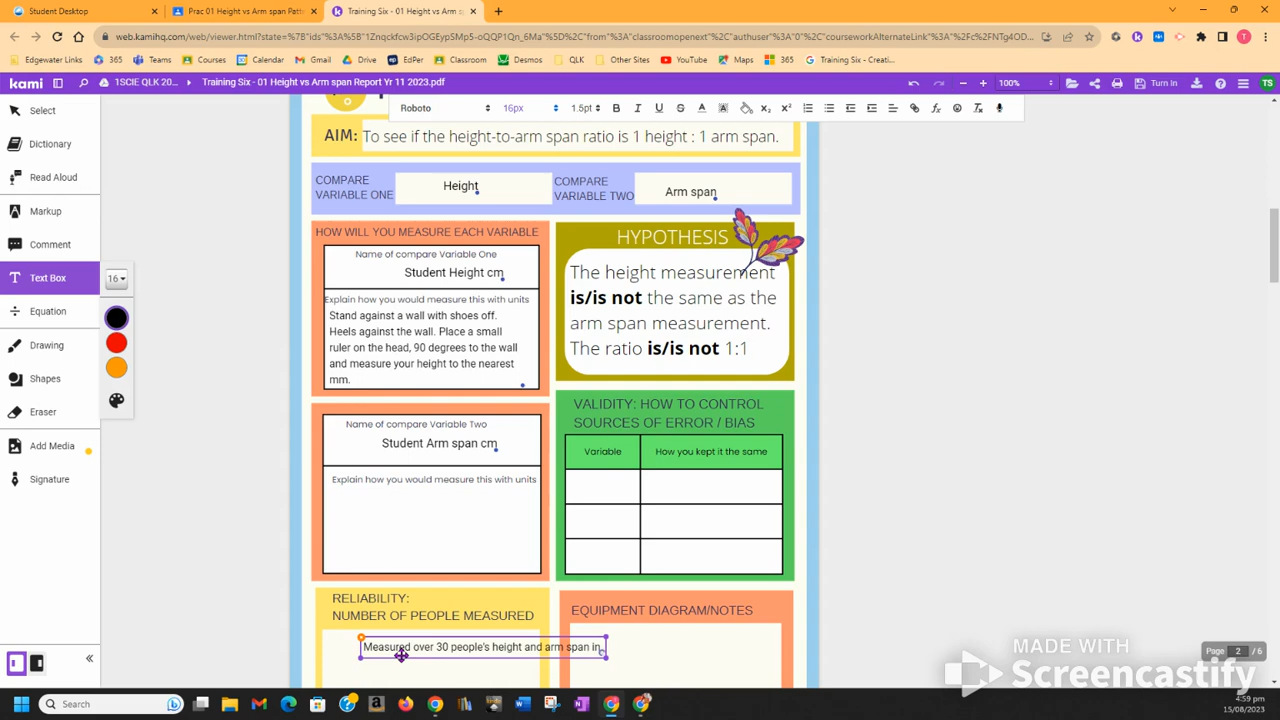 Student Desktop
Prac 01 Height vs Arm span Patt
Training Six - 01 Height vs Arm s
web.kamihq.com/web/viewer.html?state=%7B"ids"%3A%5B"1Znqckfcw3ipOGEypSMp5-oQQP1Qn_6Ma"%5D%2C"from"%3A"classroomopenext"%2C"authuser"%3A"0"%2C"courseworkAlternateLink"%3A"%2Fc%2FNTg4OD...
Edgewater Links
365
Teams
Courses
Calendar
Gmail
Drive
EdPer
Classroom
Desmos
QLK
Other Sites
YouTube
Maps
365
Training Six - Creati...
kami
1SCIE QLK 20...
Training Six - 01 Height vs Arm span Report Yr 11 2023.pdf
100%
Turn in
TS
Select
Dictionary
Read Aloud
Markup
Comment
Text Box
Equation
Drawing
Shapes
Eraser
Add Media
Signature
16
Roboto
16px
1.5pt
AIM: To see if the height-to-arm span ratio is 1 height : 1 arm span.
COMPARE
VARIABLE ONE
Height
COMPARE
VARIABLE TWO
Arm span
HOW WILL YOU MEASURE EACH VARIABLE
Name of compare Variable One
Student Height cm
Explain how you would measure this with units
Stand against a wall with shoes off.
Heels against the wall. Place a small
ruler on the head, 90 degrees to the wall
and measure your height to the nearest
mm.
HYPOTHESIS
The height measurement
is/is not the same as the
arm span measurement.
The ratio is/is not 1:1
Name of compare Variable Two
Student Arm span cm
Explain how you would measure this with units
VALIDITY: HOW TO CONTROL
SOURCES OF ERROR / BIAS
Variable
How you kept it the same
RELIABILITY:
NUMBER OF PEOPLE MEASURED
Measured over 30 people's height and arm span in
EQUIPMENT DIAGRAM/NOTES
Page 2 / 6
MADE WITH
Screencastify
Search
4:59 pm
15/08/2023